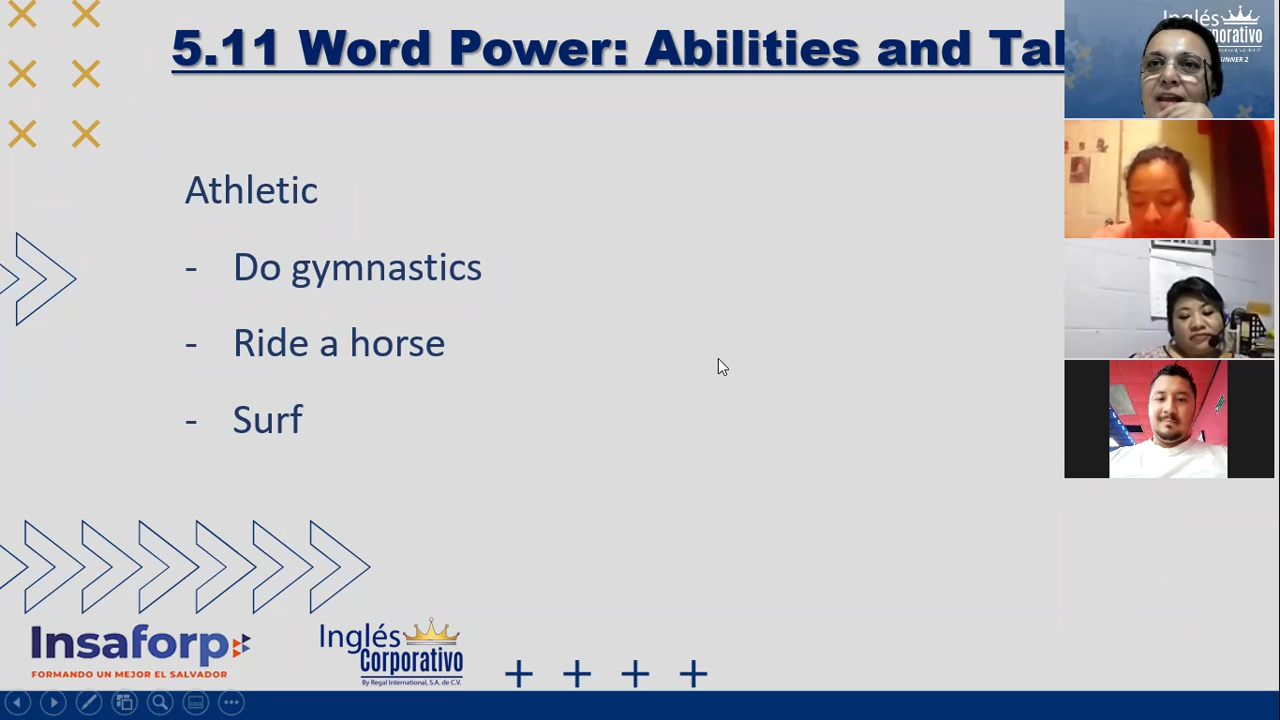 5.11 Word Power: Abilities and Tal
Athletic
- Do gymnastics
- Ride a horse
- Surf
Insaforp
FORMANDO UN MEJOR EL SALVADOR
Inglés
Corporativo
By Regal International, S.A. de C.V.
Inglés